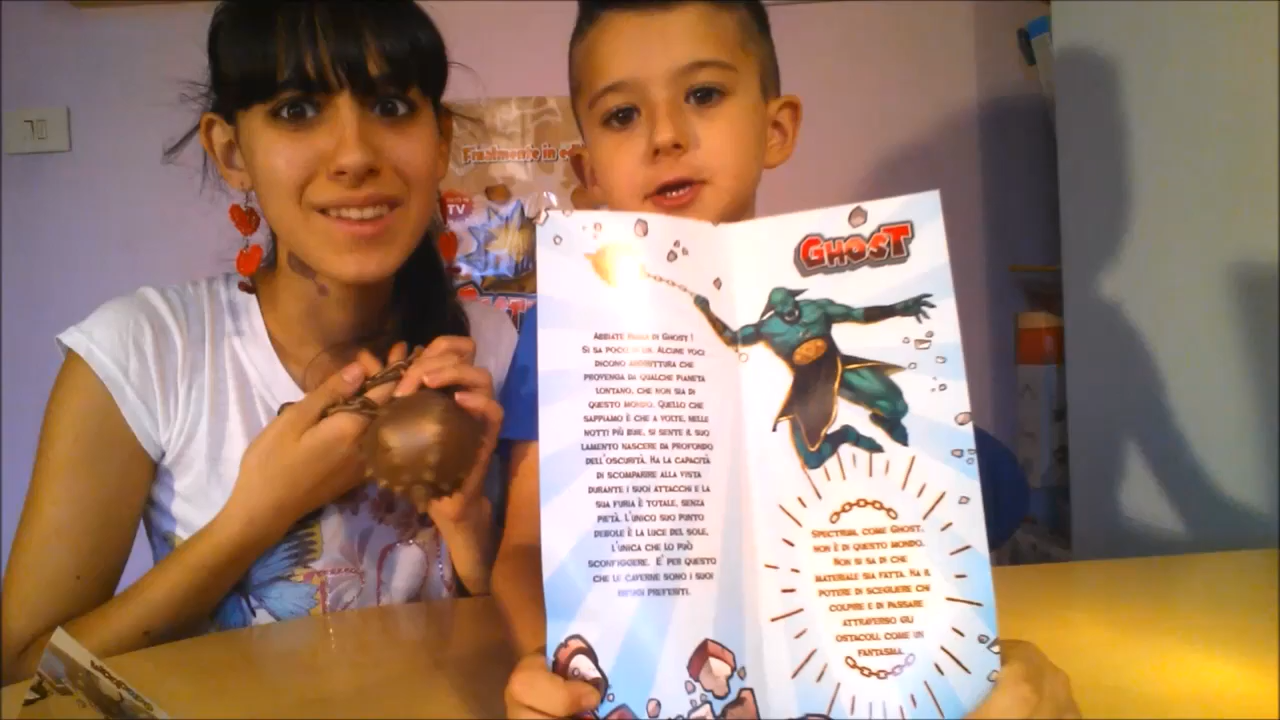 Finalmente in
TV
GHOST
ABBIATE PAURA DI GHOST!
SI SA POCO DI LUI. ALCUNE VOCI
DICONO ADDIRITTURA CHE
PROVENGA DA QUALCHE PIANETA
LONTANO, CHE NON SIA DI
QUESTO MONDO. QUELLO CHE
SAPPIAMO È CHE A VOLTE, NELLE
NOTTI PIÙ BUIE, SI SENTE IL SUO
LAMENTO NASCERE DA PROFONDO
DELL'OSCURITÀ. HA LA CAPACITÀ
DI SCOMPARIRE ALLA VISTA
DURANTE I SUOI ATTACCHI E LA
SUA FURIA È TOTALE, SENZA
PIETÀ. L'UNICO SUO PUNTO
DEBOLE È LA LUCE DEL SOLE,
L'UNICA CHE LO PUÒ
SCONFIGGERE. E' PER QUESTO
CHE LE CAVERNE SONO I SUOI
RIFUGI PREFERITI.
SPECTRUM, COME GHOST,
NON È DI QUESTO MONDO.
NON SI SA DI CHE
MATERIALE SIA FATTA. HA IL
POTERE DI SCEGLIERE CHI
COLPIRE E DI PASSARE
ATTRAVERSO GLI
OSTACOLI, COME UN
FANTASMA.